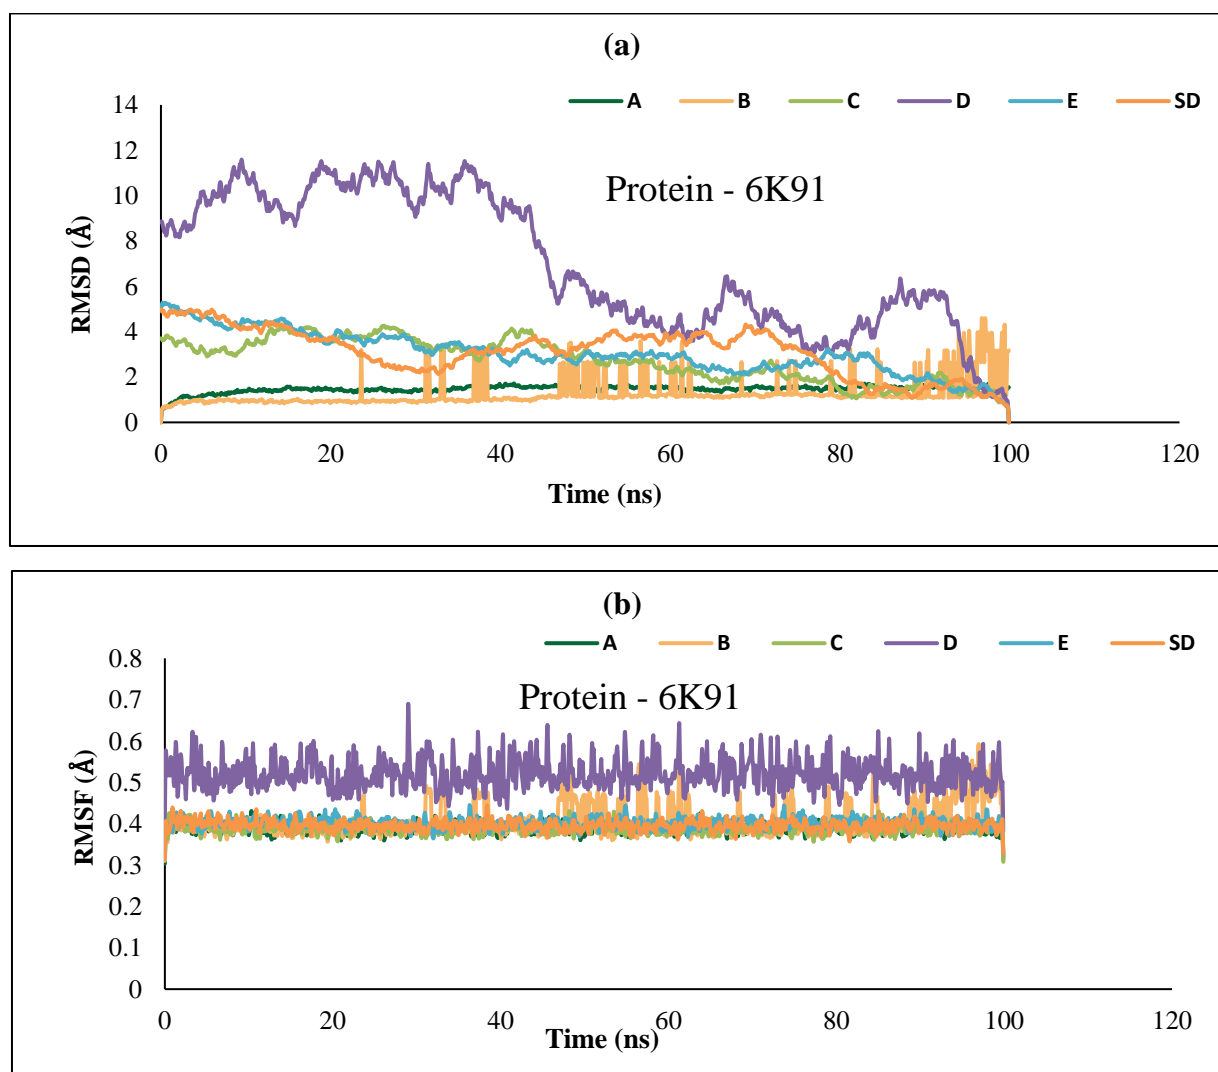 (a)
A B C D E SD
14
12
10
8
6
4
2
0
RMSD (Å)
Protein - 6K91
0 20 40 60 80 100 120
Time (ns)
(b)
A B C D E SD
0.8
0.7
0.6
0.5
0.4
0.3
0.2
0.1
0
RMSF (Å)
Protein - 6K91
0 20 40 60 80 100 120
Time (ns)